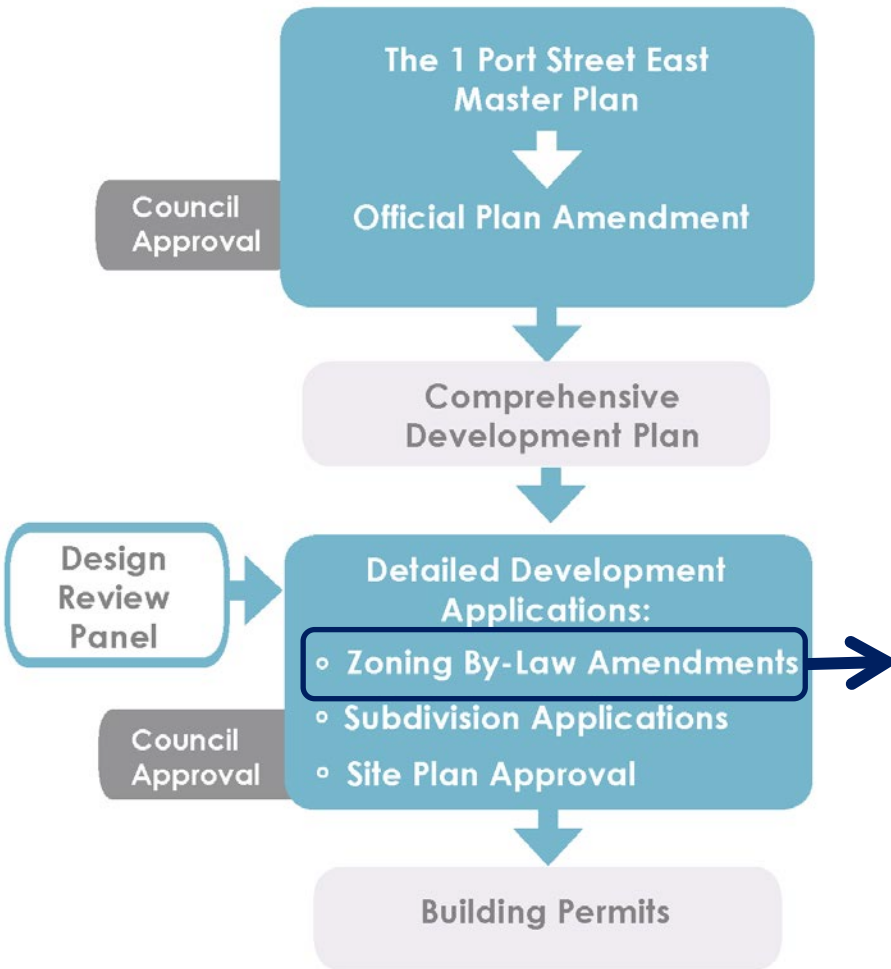 The 1 Port Street East
Master Plan
Council
Approval
Official Plan Amendment
Comprehensive
Development Plan
Design
Review
Panel
Detailed Development
Applications:
Zoning By-Law Amendments
Subdivision Applications
Council
Approval
Site Plan Approval
Building Permits